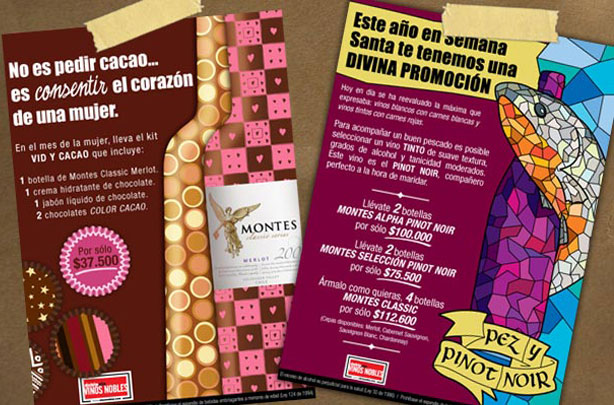 No es pedir cacao...
es consentir el corazón
de una mujer.
En el mes de la mujer, lleva el kit
VID Y CACAO que incluye:
1 botella de Montes Classic Merlot.
1 crema hidratante de chocolate.
1 jabón líquido de chocolate.
2 chocolates COLOR CACAO.
Por sólo
$37.500
MONTES
classic series
MERLOT 200
CHILE
VINOS NOBLES
Este año en Semana
Santa te tenemos una
DIVINA PROMOCIÓN
Hoy en día se ha reevaluado la máxima que
expresaba: vinos blancos con carnes blancas y
vinos tintos con carnes rojas.
Para acompañar un buen pescado es posible
seleccionar un vino TINTO de suave textura,
grados de alcohol y tanicidad moderados.
Este vino es el PINOT NOIR, compañero
perfecto a la hora de maridar.
Llévate 2 botellas
MONTES ALPHA PINOT NOIR
por sólo $100.000
Llévate 2 botellas
MONTES SELECCIÓN PINOT NOIR
por sólo $75.500
Ármalo como quieras, 4 botellas
MONTES CLASSIC
por sólo $112.600
(Cepas disponibles: Merlot, Cabernet Sauvignon,
Sauvignon Blanc, Chardonnay)
PEZ Y
PINOT NOIR
VINOS NOBLES